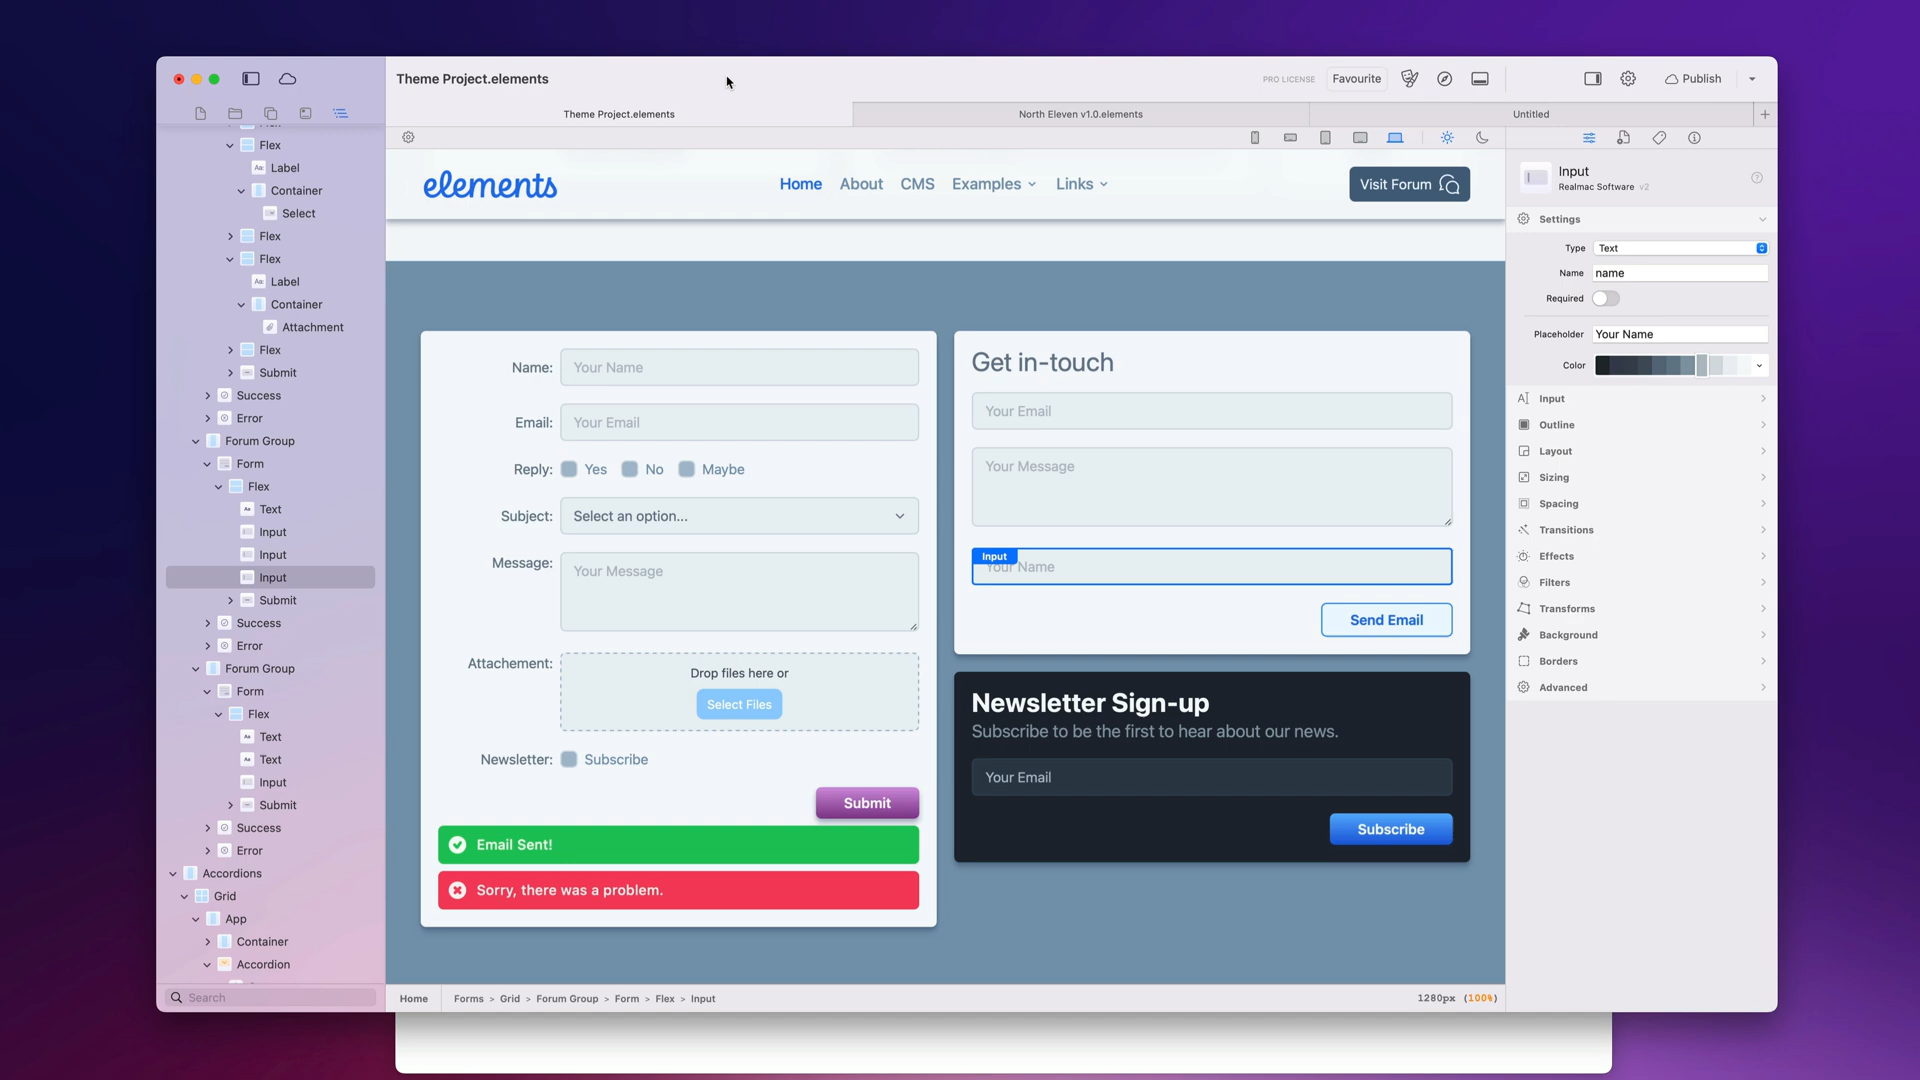 Theme Project.elements
PRO LICENSE
Favourite
Publish
Theme Project.elements
North Eleven v1.0.elements
Untitled
Flex
Label
Container
Select
Flex
Flex
Label
Container
Attachment
Flex
Submit
Success
Error
Forum Group
Form
Flex
Text
Input
Input
Input
Submit
Success
Error
Forum Group
Form
Flex
Text
Text
Input
Submit
Success
Error
Accordions
Grid
App
Container
Accordion
Search
elements
Home
About
CMS
Examples
Links
Visit Forum
Name:
Your Name
Email:
Your Email
Reply:
Yes
No
Maybe
Subject:
Select an option...
Message:
Your Message
Attachement:
Drop files here or
Select Files
Newsletter:
Subscribe
Submit
Email Sent!
Sorry, there was a problem.
Get in-touch
Your Email
Your Message
Input
Your Name
Send Email
Newsletter Sign-up
Subscribe to be the first to hear about our news.
Your Email
Subscribe
Home
Forms > Grid > Forum Group > Form > Flex > Input
1280px (100%)
Input
Realmac Software v2
Settings
Type Text
Name name
Required
Placeholder Your Name
Color
Input
Outline
Layout
Sizing
Spacing
Transitions
Effects
Filters
Transforms
Background
Borders
Advanced